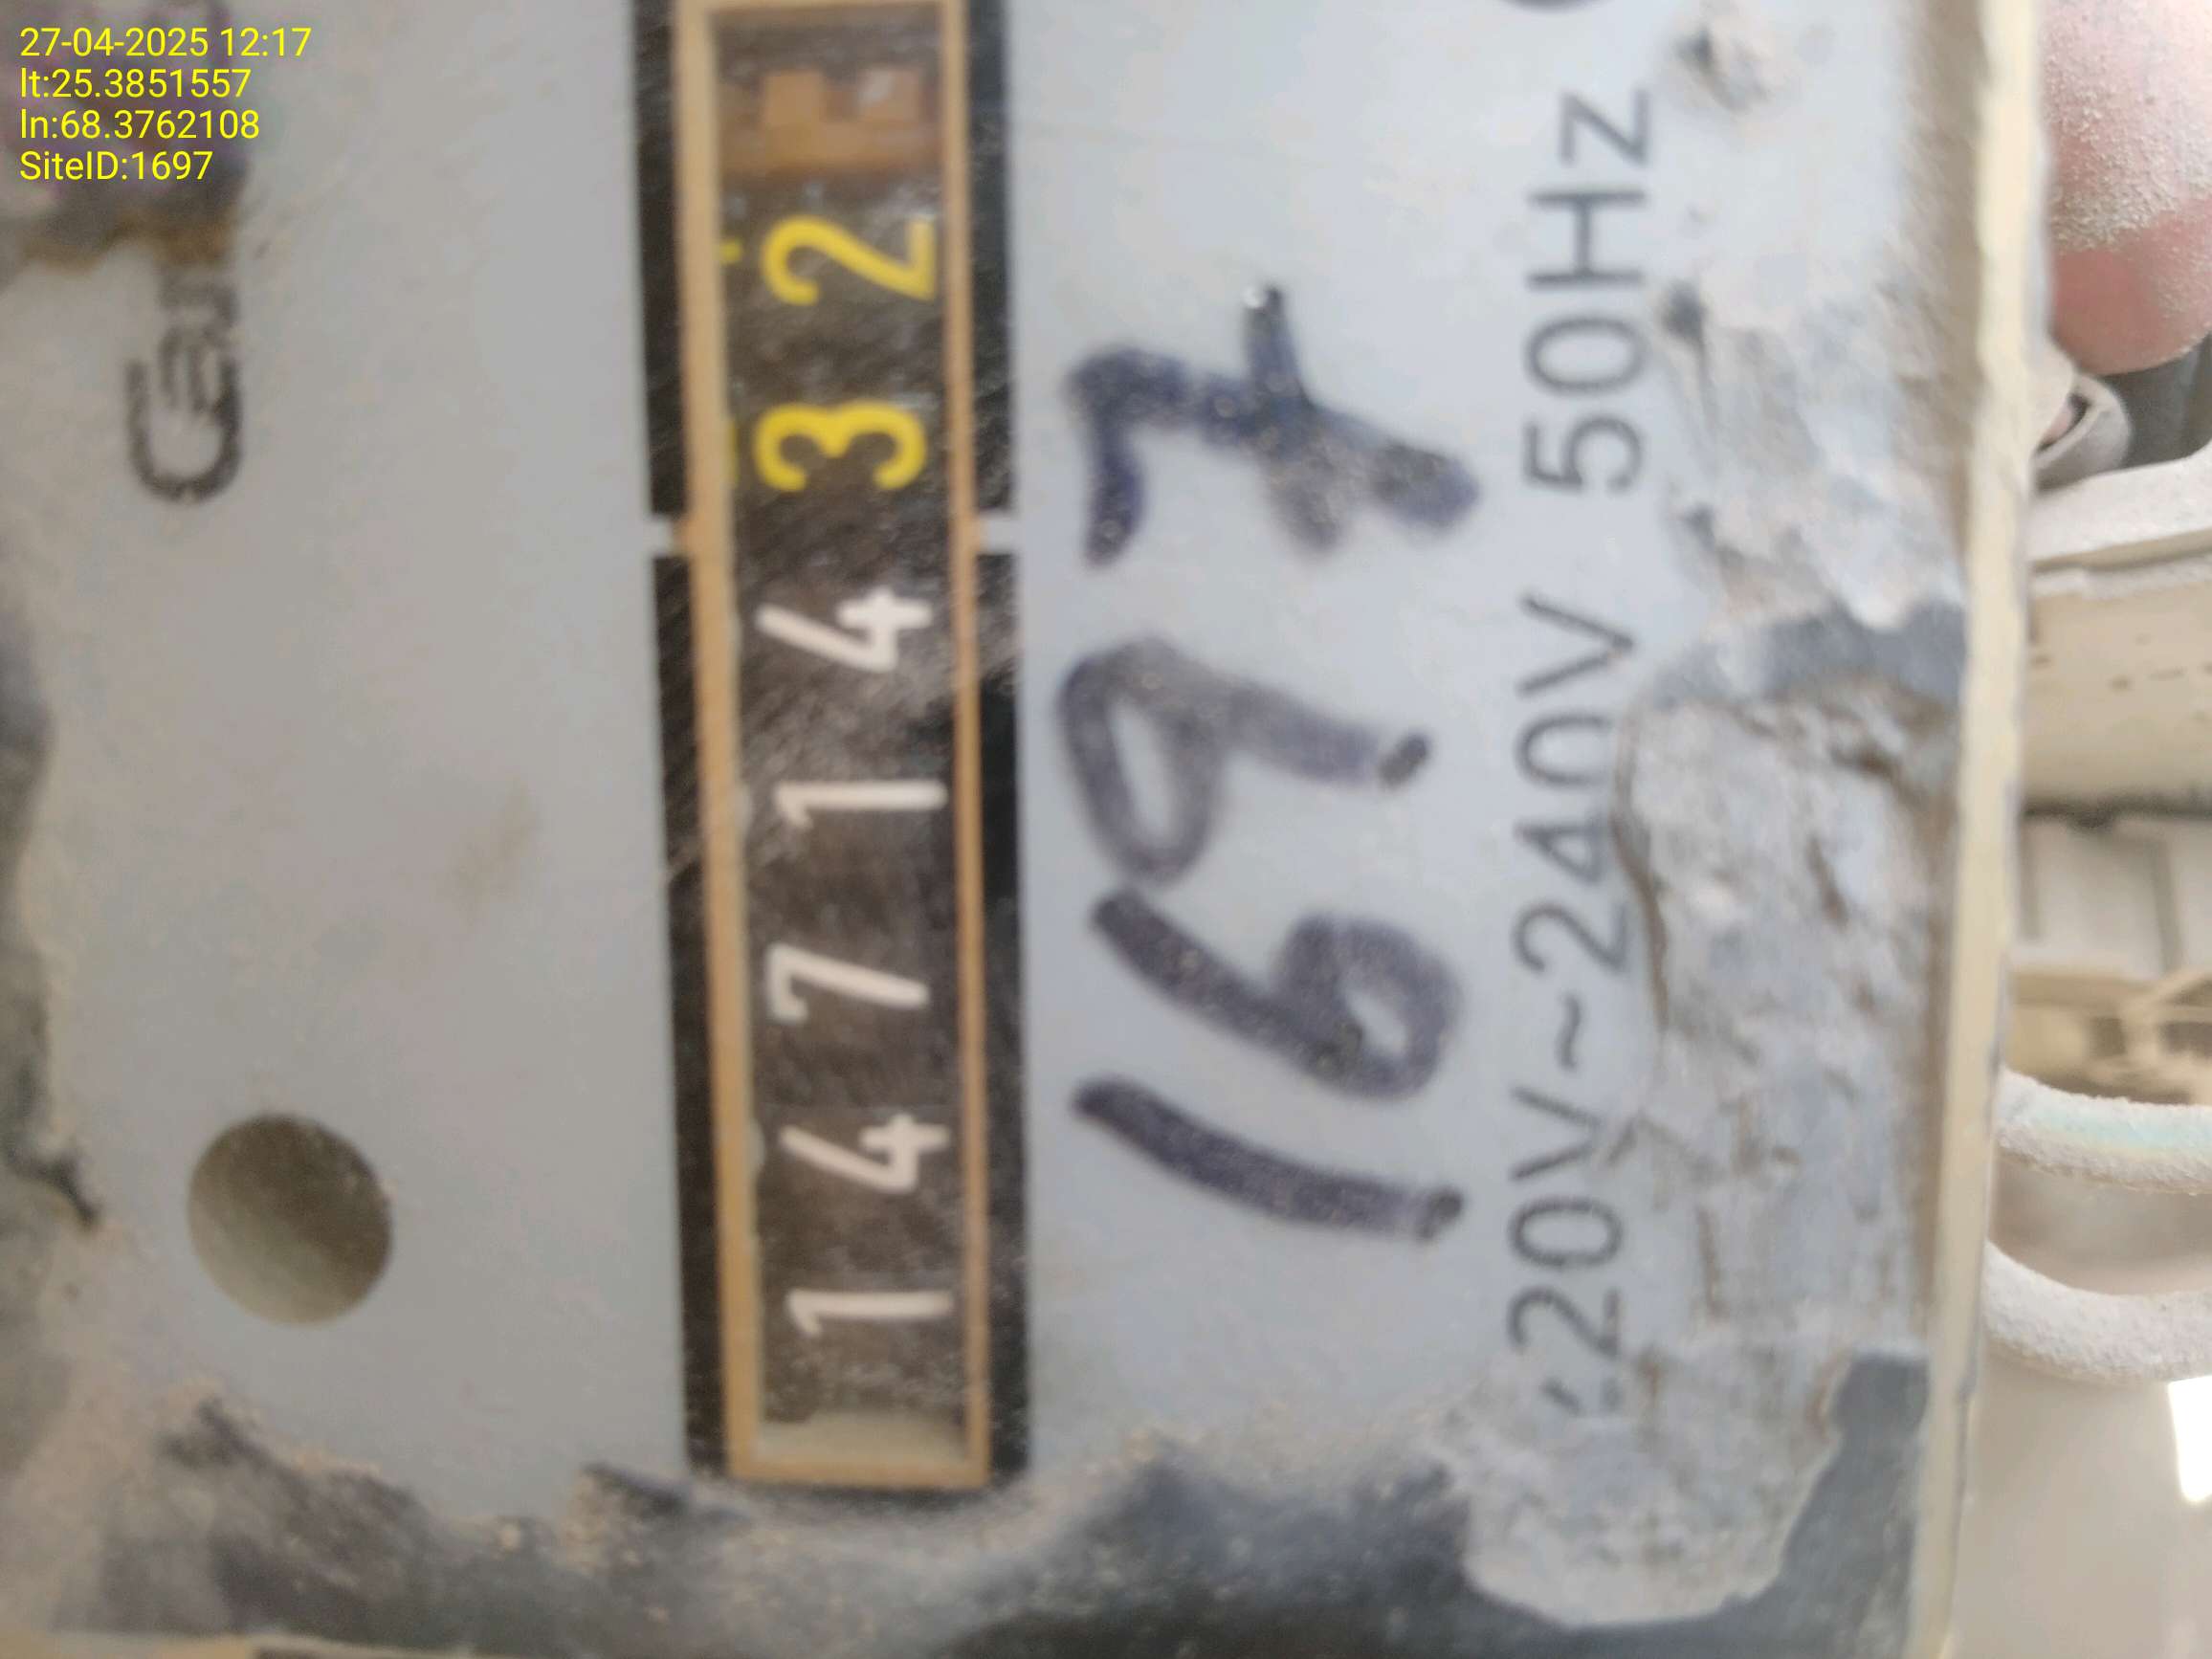 27-04-2025 12:17
lt:25.3851557
ln:68.3762108
SiteID:1697
1471432
1697
220V~240V 50Hz